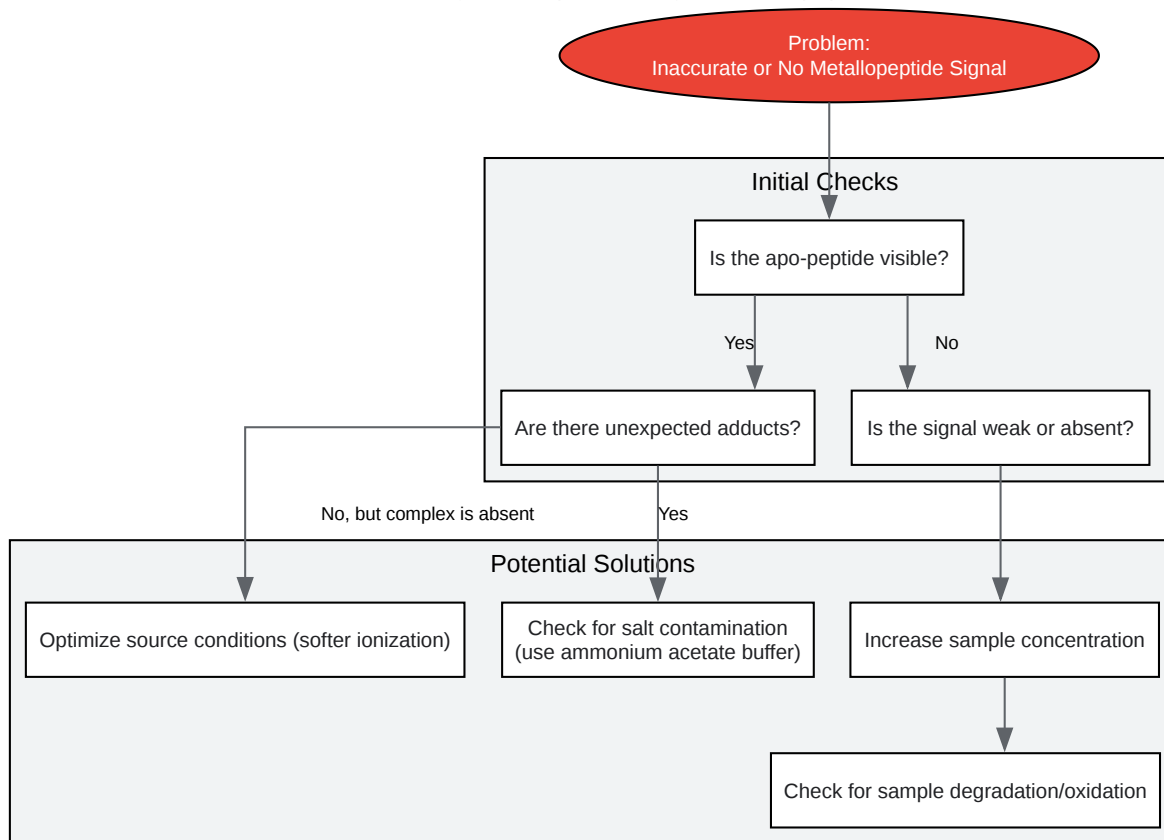 Problem:
Inaccurate or No Metallopeptide Signal
Initial Checks
Is the apo-peptide visible?
Yes
No
Are there unexpected adducts?
Is the signal weak or absent?
No, but complex is absent
Yes
Potential Solutions
Optimize source conditions (softer ionization)
Check for salt contamination
(use ammonium acetate buffer)
Increase sample concentration
Check for sample degradation/oxidation